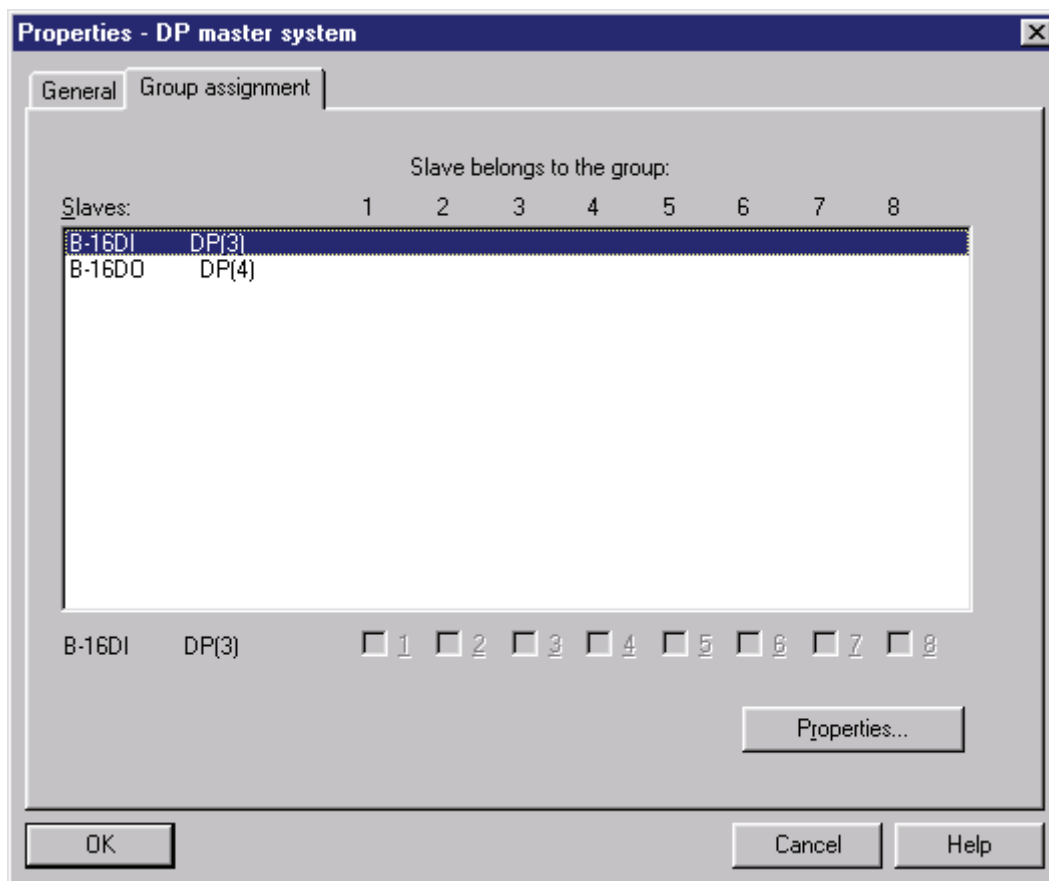 Properties - DP master system
General Group assignment
Slave belongs to the group:
Slaves: 1 2 3 4 5 6 7 8
B-16DI DP(3)
B-16DO DP(4)
B-16DI DP(3) 1 2 3 4 5 6 7 8
Properties...
OK Cancel Help